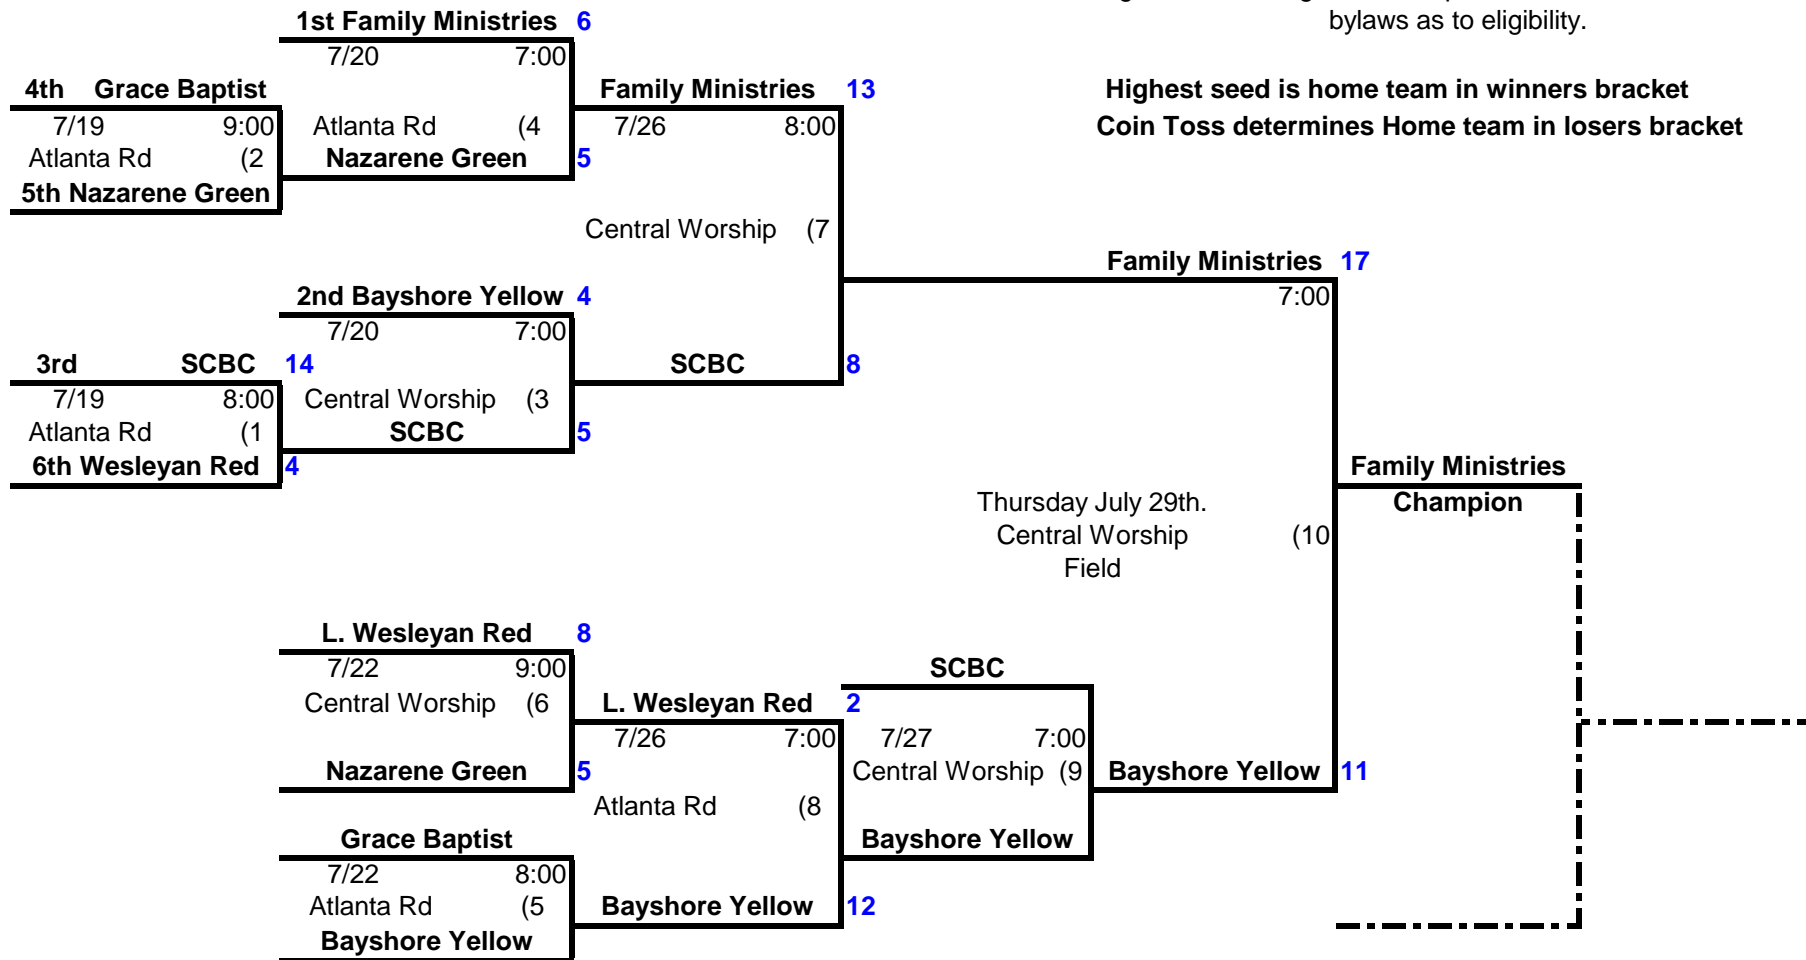 bylaws as to eligibility.
1st Family Ministries 6
7/20 7:00
4th Grace Baptist
Family Ministries 13
Highest seed is home team in winners bracket
7/19 9:00
Atlanta Rd (4
7/26 8:00
Coin Toss determines Home team in losers bracket
Atlanta Rd (2
Nazarene Green 5
5th Nazarene Green
Central Worship (7
Family Ministries 17
2nd Bayshore Yellow 4
7:00
7/20 7:00
3rd SCBC 14
SCBC 8
7/19 8:00
Central Worship (3
Atlanta Rd (1
SCBC 5
6th Wesleyan Red 4
Family Ministries
Champion
Thursday July 29th.
Central Worship (10
Field
L. Wesleyan Red 8
7/22 9:00
SCBC
Central Worship (6
L. Wesleyan Red 2
7/26 7:00
7/27 7:00
Nazarene Green 5
Central Worship (9
Bayshore Yellow 11
Atlanta Rd (8
Grace Baptist
Bayshore Yellow
7/22 8:00
Atlanta Rd (5
Bayshore Yellow 12
Bayshore Yellow